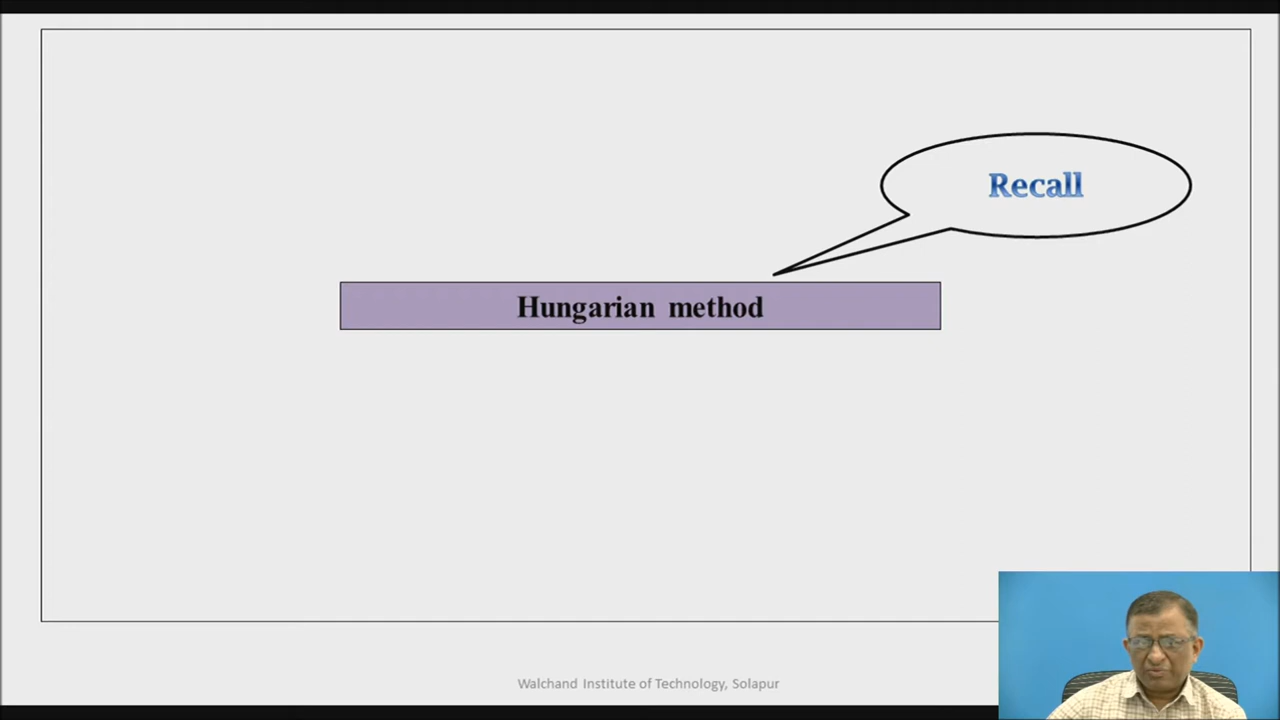 Recall
Hungarian method
Walchand Institute of Technology, Solapur